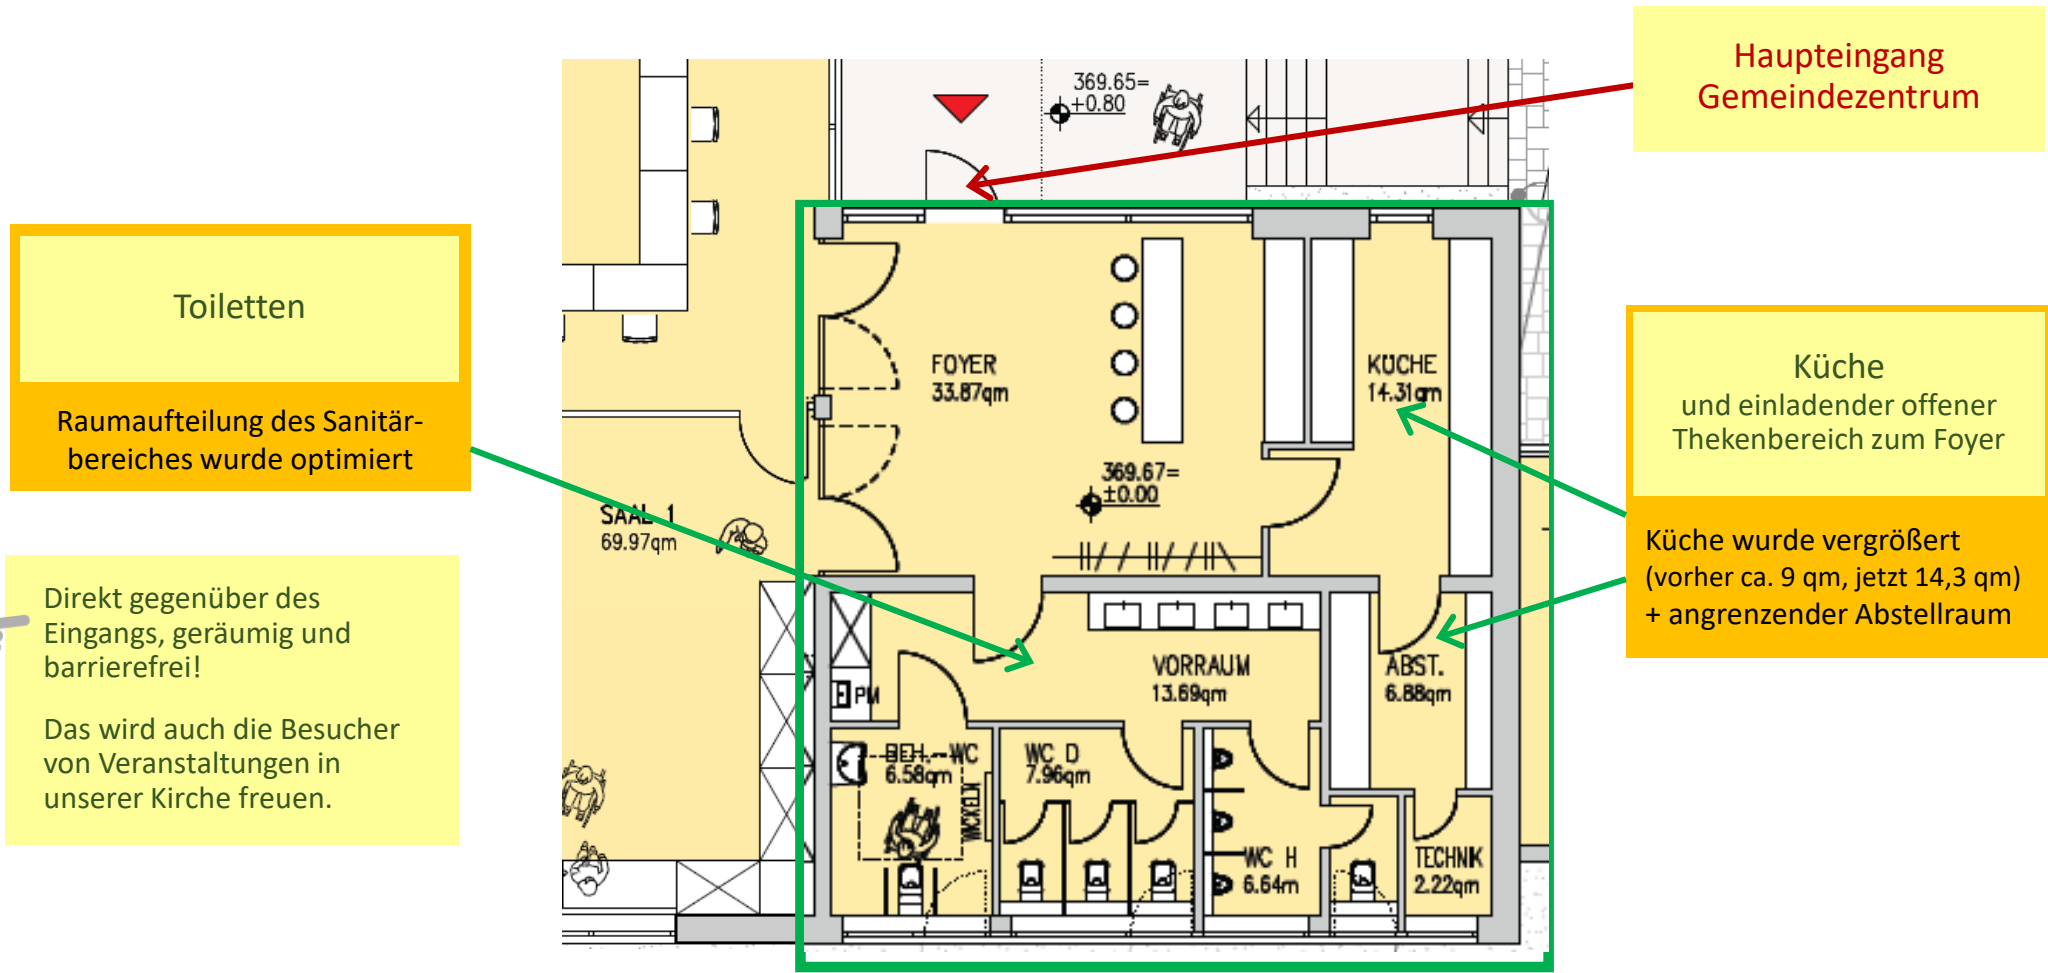 Haupteingang
Gemeindezentrum
369.65=
+0.80
Toiletten
Raumaufteilung des Sanitär-
bereiches wurde optimiert
Direkt gegenüber des
Eingangs, geräumig und
barrierefrei!
Das wird auch die Besucher
von Veranstaltungen in
unserer Kirche freuen.
FOYER
33.87qm
KÜCHE
14.31qm
369.67=
±0.00
SAAL 1
69.97qm
VORRAUM
13.69qm
ABST.
6.88qm
PM
BEH.-WC
6.58qm
WICKELN
WC D
7.96qm
WC H
6.64m
TECHNIK
2.22qm
Küche
und einladender offener
Thekenbereich zum Foyer
Küche wurde vergrößert
(vorher ca. 9 qm, jetzt 14,3 qm)
+ angrenzender Abstellraum